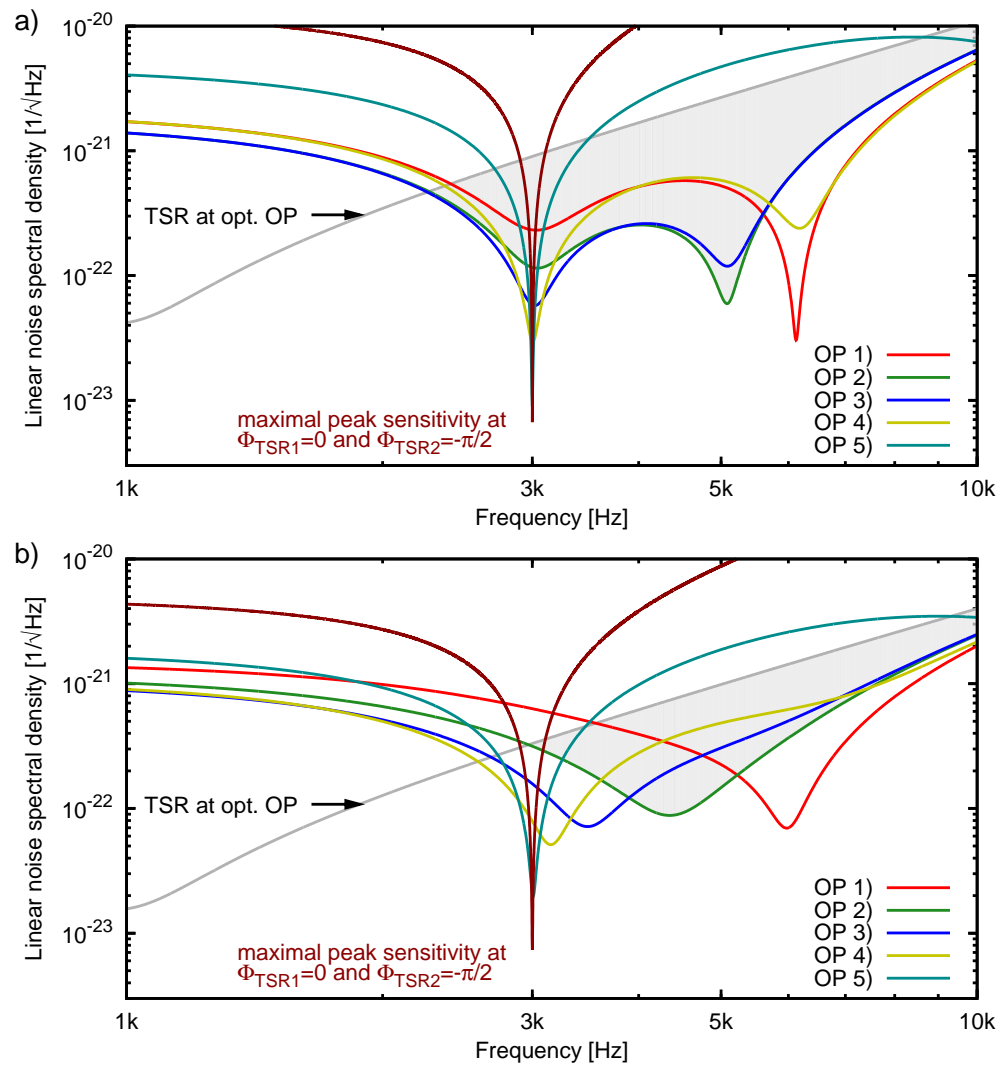 a)
Linear noise spectral density [1/√Hz]
10^-20
10^-21
10^-22
10^-23
TSR at opt. OP
maximal peak sensitivity at
Φ_TSR1=0 and Φ_TSR2=-π/2
OP 1)
OP 2)
OP 3)
OP 4)
OP 5)
1k
3k
5k
10k
Frequency [Hz]
b)
Linear noise spectral density [1/√Hz]
10^-20
10^-21
10^-22
10^-23
TSR at opt. OP
maximal peak sensitivity at
Φ_TSR1=0 and Φ_TSR2=-π/2
OP 1)
OP 2)
OP 3)
OP 4)
OP 5)
1k
3k
5k
10k
Frequency [Hz]